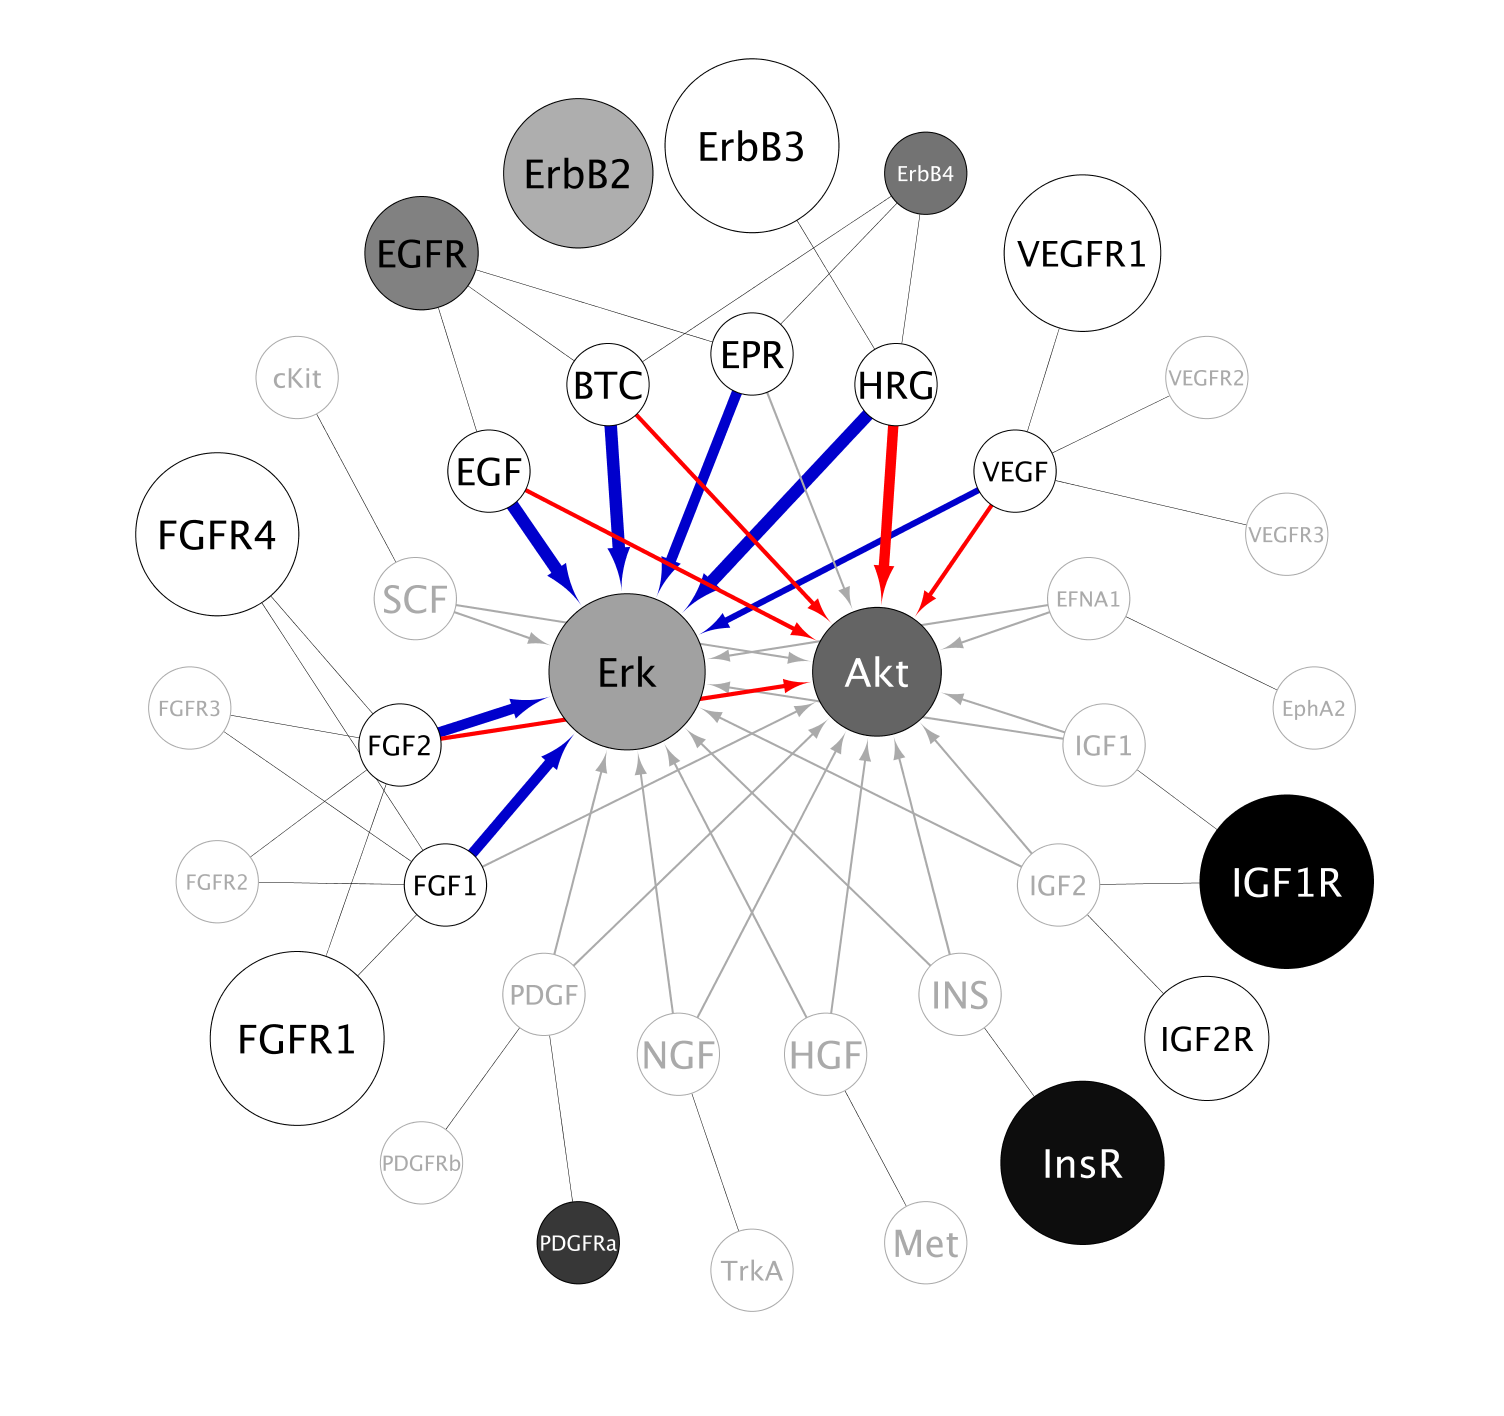 ErbB3
ErbB2
ErbB4
EGFR
VEGFR1
EPR
cKit
BTC
HRG
VEGFR2
EGF
VEGF
FGFR4
VEGFR3
SCF
EFNA1
Erk
Akt
FGFR3
EphA2
FGF2
IGF1
FGFR2
FGF1
IGF2
IGF1R
PDGF
INS
FGFR1
IGF2R
NGF
HGF
PDGFRb
InsR
PDGFRa
Met
TrkA